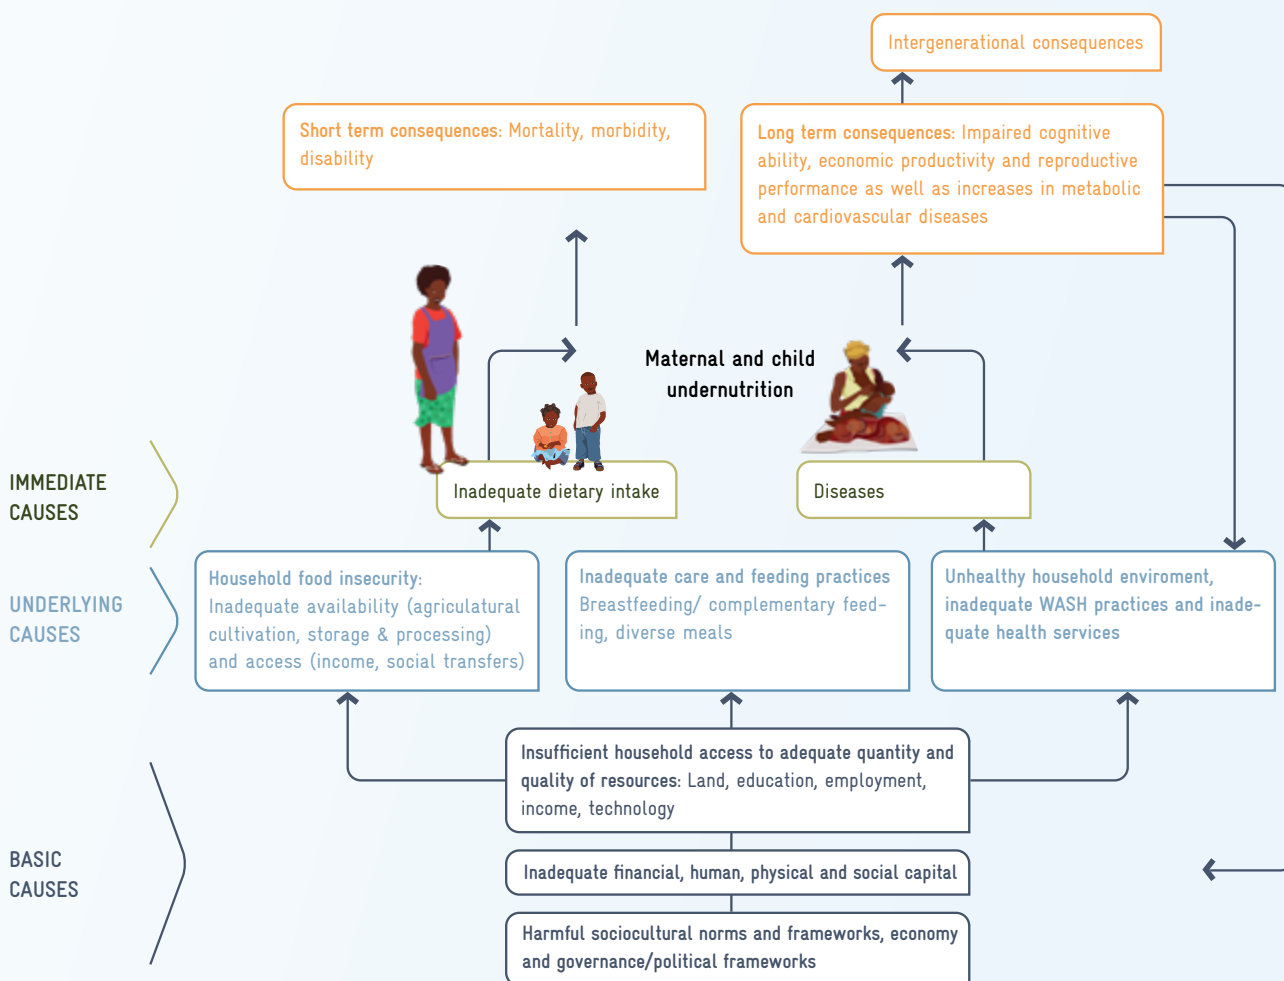 Intergenerational consequences
Short term consequences: Mortality, morbidity,
disability
Long term consequences: Impaired cognitive
ability, economic productivity and reproductive
performance as well as increases in metabolic
and cardiovascular diseases
Maternal and child
undernutrition
IMMEDIATE
CAUSES
Inadequate dietary intake
Diseases
UNDERLYING
CAUSES
Household food insecurity:
Inadequate availability (agriculatural
cultivation, storage & processing)
and access (income, social transfers)
Inadequate care and feeding practices
Breastfeeding/ complementary feed-
ing, diverse meals
Unhealthy household enviroment,
inadequate WASH practices and inade-
quate health services
BASIC
CAUSES
Insufficient household access to adequate quantity and
quality of resources: Land, education, employment,
income, technology
Inadequate financial, human, physical and social capital
Harmful sociocultural norms and frameworks, economy
and governance/political frameworks